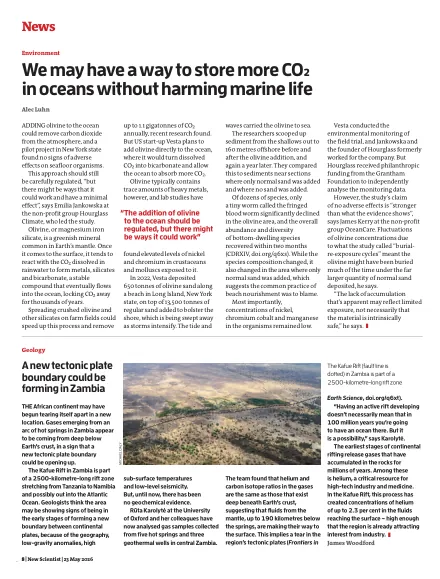 News
Environment
We may have a way to store more CO₂
in oceans without harming marine life
Alec Luhn
ADDING olivine to the ocean
could remove carbon dioxide
from the atmosphere, and a
pilot project in New York state
found no signs of adverse
effects on seafloor organisms.
This approach should still
be carefully regulated, "but
there might be ways that it
could work and have a minimal
effect", says Emilia Jankowska
at the non-profit group Hourglass
Climate, who led the study.
Olivine, or magnesium iron
silicate, is a greenish mineral
common in Earth's mantle. Once
it comes to the surface, it tends to
react with the CO₂ dissolved in
rainwater to form metals, silicates
and bicarbonate, a stable
compound that eventually flows
into the ocean, locking CO₂ away
for thousands of years.
Spreading crushed olivine and
other silicates on farm fields could
speed up this process and remove
up to 1.1 gigatonnes of CO₂
annually, recent research found.
But US start-up Vesta plans to
add olivine directly to the ocean,
where it would turn dissolved
CO₂ into bicarbonate and allow
the ocean to absorb more CO₂.
Olivine typically contains
trace amounts of heavy metals,
however, and lab studies have
"The addition of olivine
to the ocean should be
regulated, but there might
be ways it could work"
found elevated levels of nickel
and chromium in crustaceans
and molluscs exposed to it.
In 2022, Vesta deposited
650 tonnes of olivine sand along
a beach in Long Island, New York
state, on top of 13,500 tonnes of
regular sand added to bolster the
shore, which is being swept away
as storms intensify. The tide and
waves carried the olivine to sea.
The researchers scooped up
sediment from the shallows out to
160 metres offshore before and
after the olivine addition, and
again a year later. They compared
this to sediments near sections
where only normal sand was added
and where no sand was added.
Of dozens of species, only
a tiny worm called the fringed
blood worm significantly declined
in the olivine area, and the overall
abundance and diversity
of bottom-dwelling species
recovered within two months
(CDRXIV, doi.org/q6xt). While the
species composition changed, it
also changed in the area where only
normal sand was added, which
suggests the common practice of
beach nourishment was to blame.
Most importantly,
concentrations of nickel,
chromium cobalt and manganese
in the organisms remained low.
Vesta conducted the
environmental monitoring of
the field trial, and Jankowska and
the founder of Hourglass formerly
worked for the company. But
Hourglass received philanthropic
funding from the Grantham
Foundation to independently
analyse the monitoring data.
However, the study's claim
of no adverse effects is "stronger
than what the evidence shows",
says James Kerry at the non-profit
group OceanCare. Fluctuations
of olivine concentrations due
to what the study called "burial-
re-exposure cycles" meant the
olivine might have been buried
much of the time under the far
larger quantity of normal sand
deposited, he says.
"The lack of accumulation
that's apparent may reflect limited
exposure, not necessarily that
the material is intrinsically
safe," he says.
Geology
A new tectonic plate
boundary could be
forming in Zambia
THE African continent may have
begun tearing itself apart in a new
location. Gases emerging from an
arc of hot springs in Zambia appear
to be coming from deep below
Earth's crust, in a sign that a
new tectonic plate boundary
could be opening up.
The Kafue Rift in Zambia is part
of a 2500-kilometre-long rift zone
stretching from Tanzania to Namibia
and possibly out into the Atlantic
Ocean. Geologists think the area
may be showing signs of being in
the early stages of forming a new
boundary between continental
plates, because of the geography,
low-gravity anomalies, high
sub-surface temperatures
and low-level seismicity.
But, until now, there has been
no geochemical evidence.
Rūta Karolytė at the University
of Oxford and her colleagues have
now analysed gas samples collected
from five hot springs and three
geothermal wells in central Zambia.
The team found that helium and
carbon isotope ratios in the gases
are the same as those that exist
deep beneath Earth's crust,
suggesting that fluids from the
mantle, up to 190 kilometres below
the springs, are making their way to
the surface. This implies a tear in the
region's tectonic plates (Frontiers in
The Kafue Rift (fault line is
dotted) in Zambia is part of a
2500-kilometre-long rift zone
Earth Science, doi.org/q6xf).
"Having an active rift developing
doesn't necessarily mean that in
100 million years you're going
to have an ocean there. But it
is a possibility," says Karolytė.
The earliest stages of continental
rifting release gases that have
accumulated in the rocks for
millions of years. Among these
is helium, a critical resource for
high-tech industry and medicine.
In the Kafue Rift, this process has
created concentrations of helium
of up to 2.3 per cent in the fluids
reaching the surface – high enough
that the region is already attracting
interest from industry.
James Woodford
8 | New Scientist | 23 May 2026